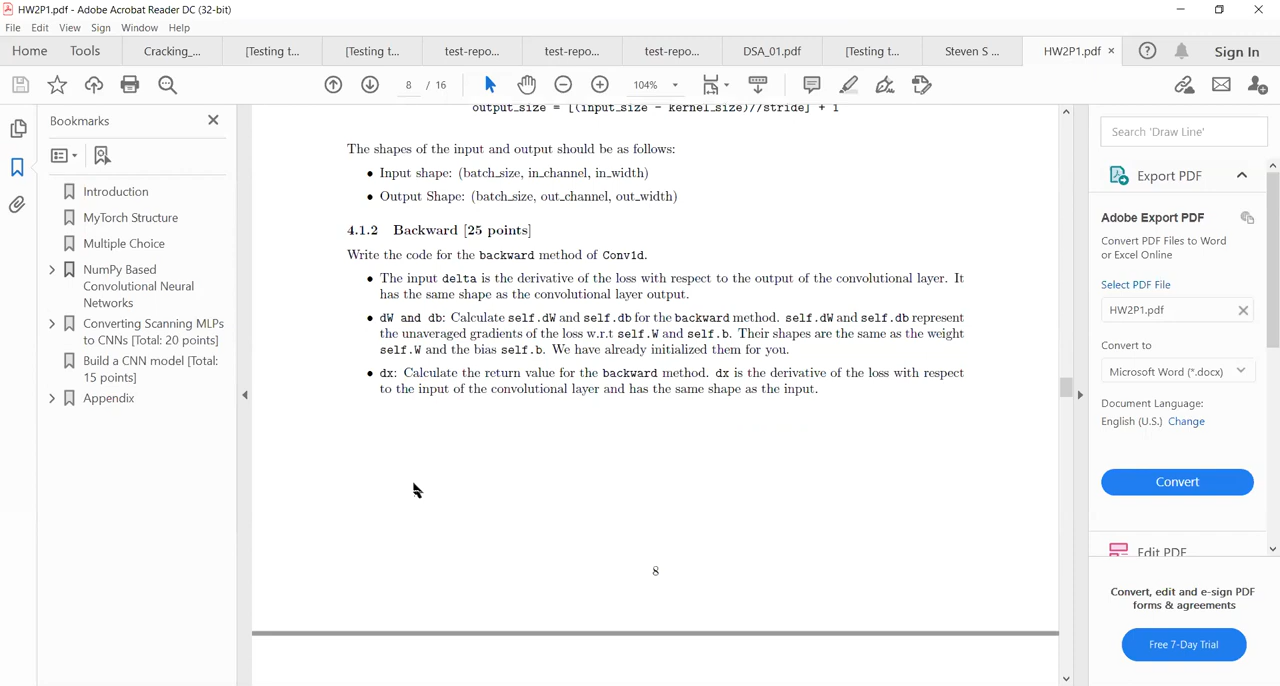 HW2P1.pdf - Adobe Acrobat Reader DC (32-bit)
File Edit View Sign Window Help
Home Tools Cracking_... [Testing t... [Testing t... test-repo... test-repo... test-repo... DSA_01.pdf [Testing t... Steven S ... HW2P1.pdf × Sign In
8 / 16 104%
Bookmarks
Introduction
MyTorch Structure
Multiple Choice
NumPy Based
Convolutional Neural
Networks
Converting Scanning MLPs
to CNNs [Total: 20 points]
Build a CNN model [Total:
15 points]
Appendix
output_size = [(input_size - kernel_size)//stride] + 1
The shapes of the input and output should be as follows:
• Input shape: (batch_size, in_channel, in_width)
• Output Shape: (batch_size, out_channel, out_width)
4.1.2 Backward [25 points]
Write the code for the backward method of Conv1d.
• The input delta is the derivative of the loss with respect to the output of the convolutional layer. It
has the same shape as the convolutional layer output.
• dW and db: Calculate self.dW and self.db for the backward method. self.dW and self.db represent
the unaveraged gradients of the loss w.r.t self.W and self.b. Their shapes are the same as the weight
self.W and the bias self.b. We have already initialized them for you.
• dx: Calculate the return value for the backward method. dx is the derivative of the loss with respect
to the input of the convolutional layer and has the same shape as the input.
8
Search 'Draw Line'
Export PDF
Adobe Export PDF
Convert PDF Files to Word
or Excel Online
Select PDF File
HW2P1.pdf
Convert to
Microsoft Word (*.docx)
Document Language:
English (U.S.) Change
Convert
Edit PDF
Convert, edit and e-sign PDF
forms & agreements
Free 7-Day Trial